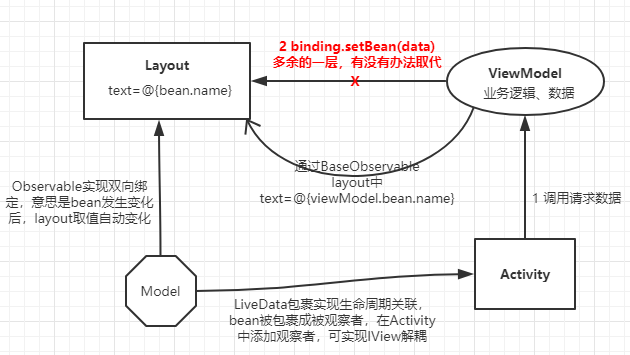 2 binding.setBean(data)
多余的一层，有没有办法取代
X
Layout
text=@{bean.name}
ViewModel
业务逻辑、数据
通过BaseObservable
layout中
text=@{viewModel.bean.name}
Observable实现双向绑
定，意思是bean发生变化
后，layout取值自动变化
1 调用请求数据
Model
Activity
LiveData包裹实现生命周期关联，
bean被包裹成被观察者，在Activity
中添加观察者，可实现IView解耦